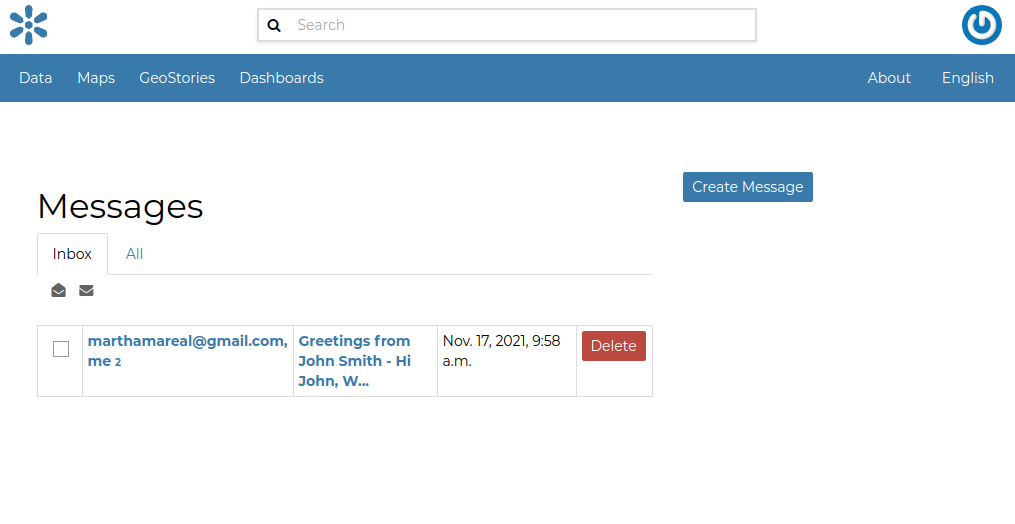 Search
Data Maps GeoStories Dashboards About English
Create Message
Messages
Inbox All
marthamareal@gmail.com,
me 2
Greetings from
John Smith - Hi
John, W...
Nov. 17, 2021, 9:58
a.m.
Delete